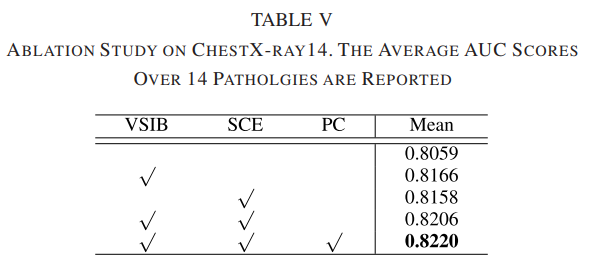 TABLE V
ABLATION STUDY ON CHESTX-RAY14. THE AVERAGE AUC SCORES
OVER 14 PATHOLGIES ARE REPORTED
VSIB SCE PC Mean
0.8059
√ 0.8166
√ 0.8158
√ √ 0.8206
√ √ √ 0.8220